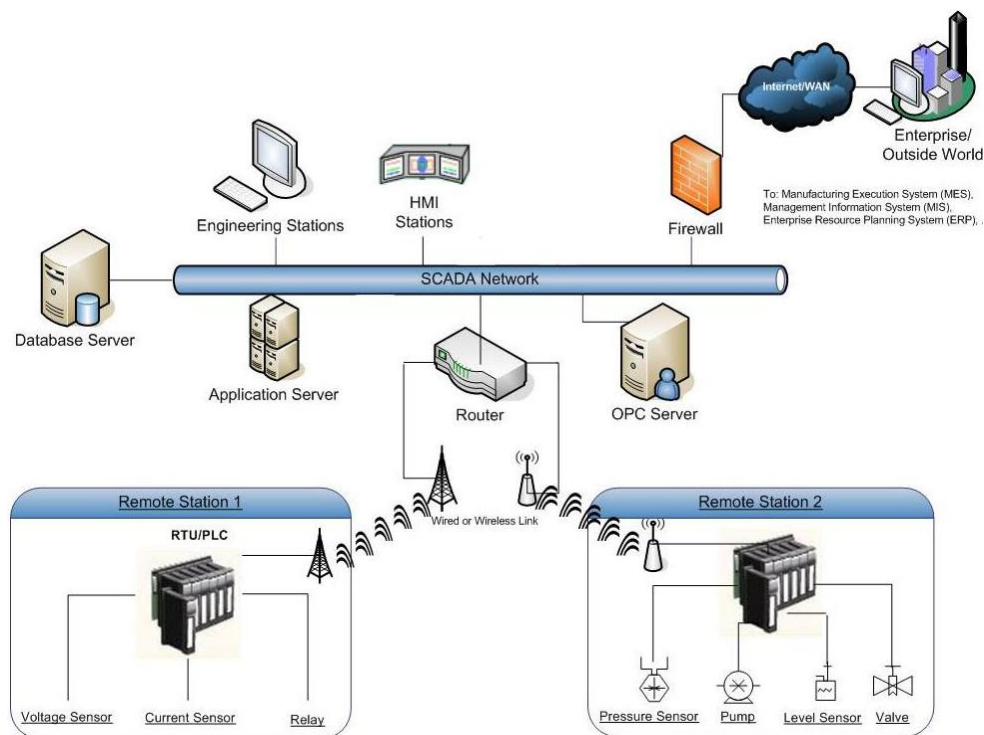 Internet/WAN
Enterprise/
Outside World
To: Manufacturing Execution System (MES),
Management Information System (MIS),
Enterprise Resource Planning System (ERP), .
Engineering Stations
HMI
Stations
Firewall
SCADA Network
Database Server
Application Server
Router
OPC Server
Remote Station 1
Wired or Wireless Link
Remote Station 2
RTU/PLC
Voltage Sensor
Current Sensor
Relay
Pressure Sensor
Pump
Level Sensor
Valve